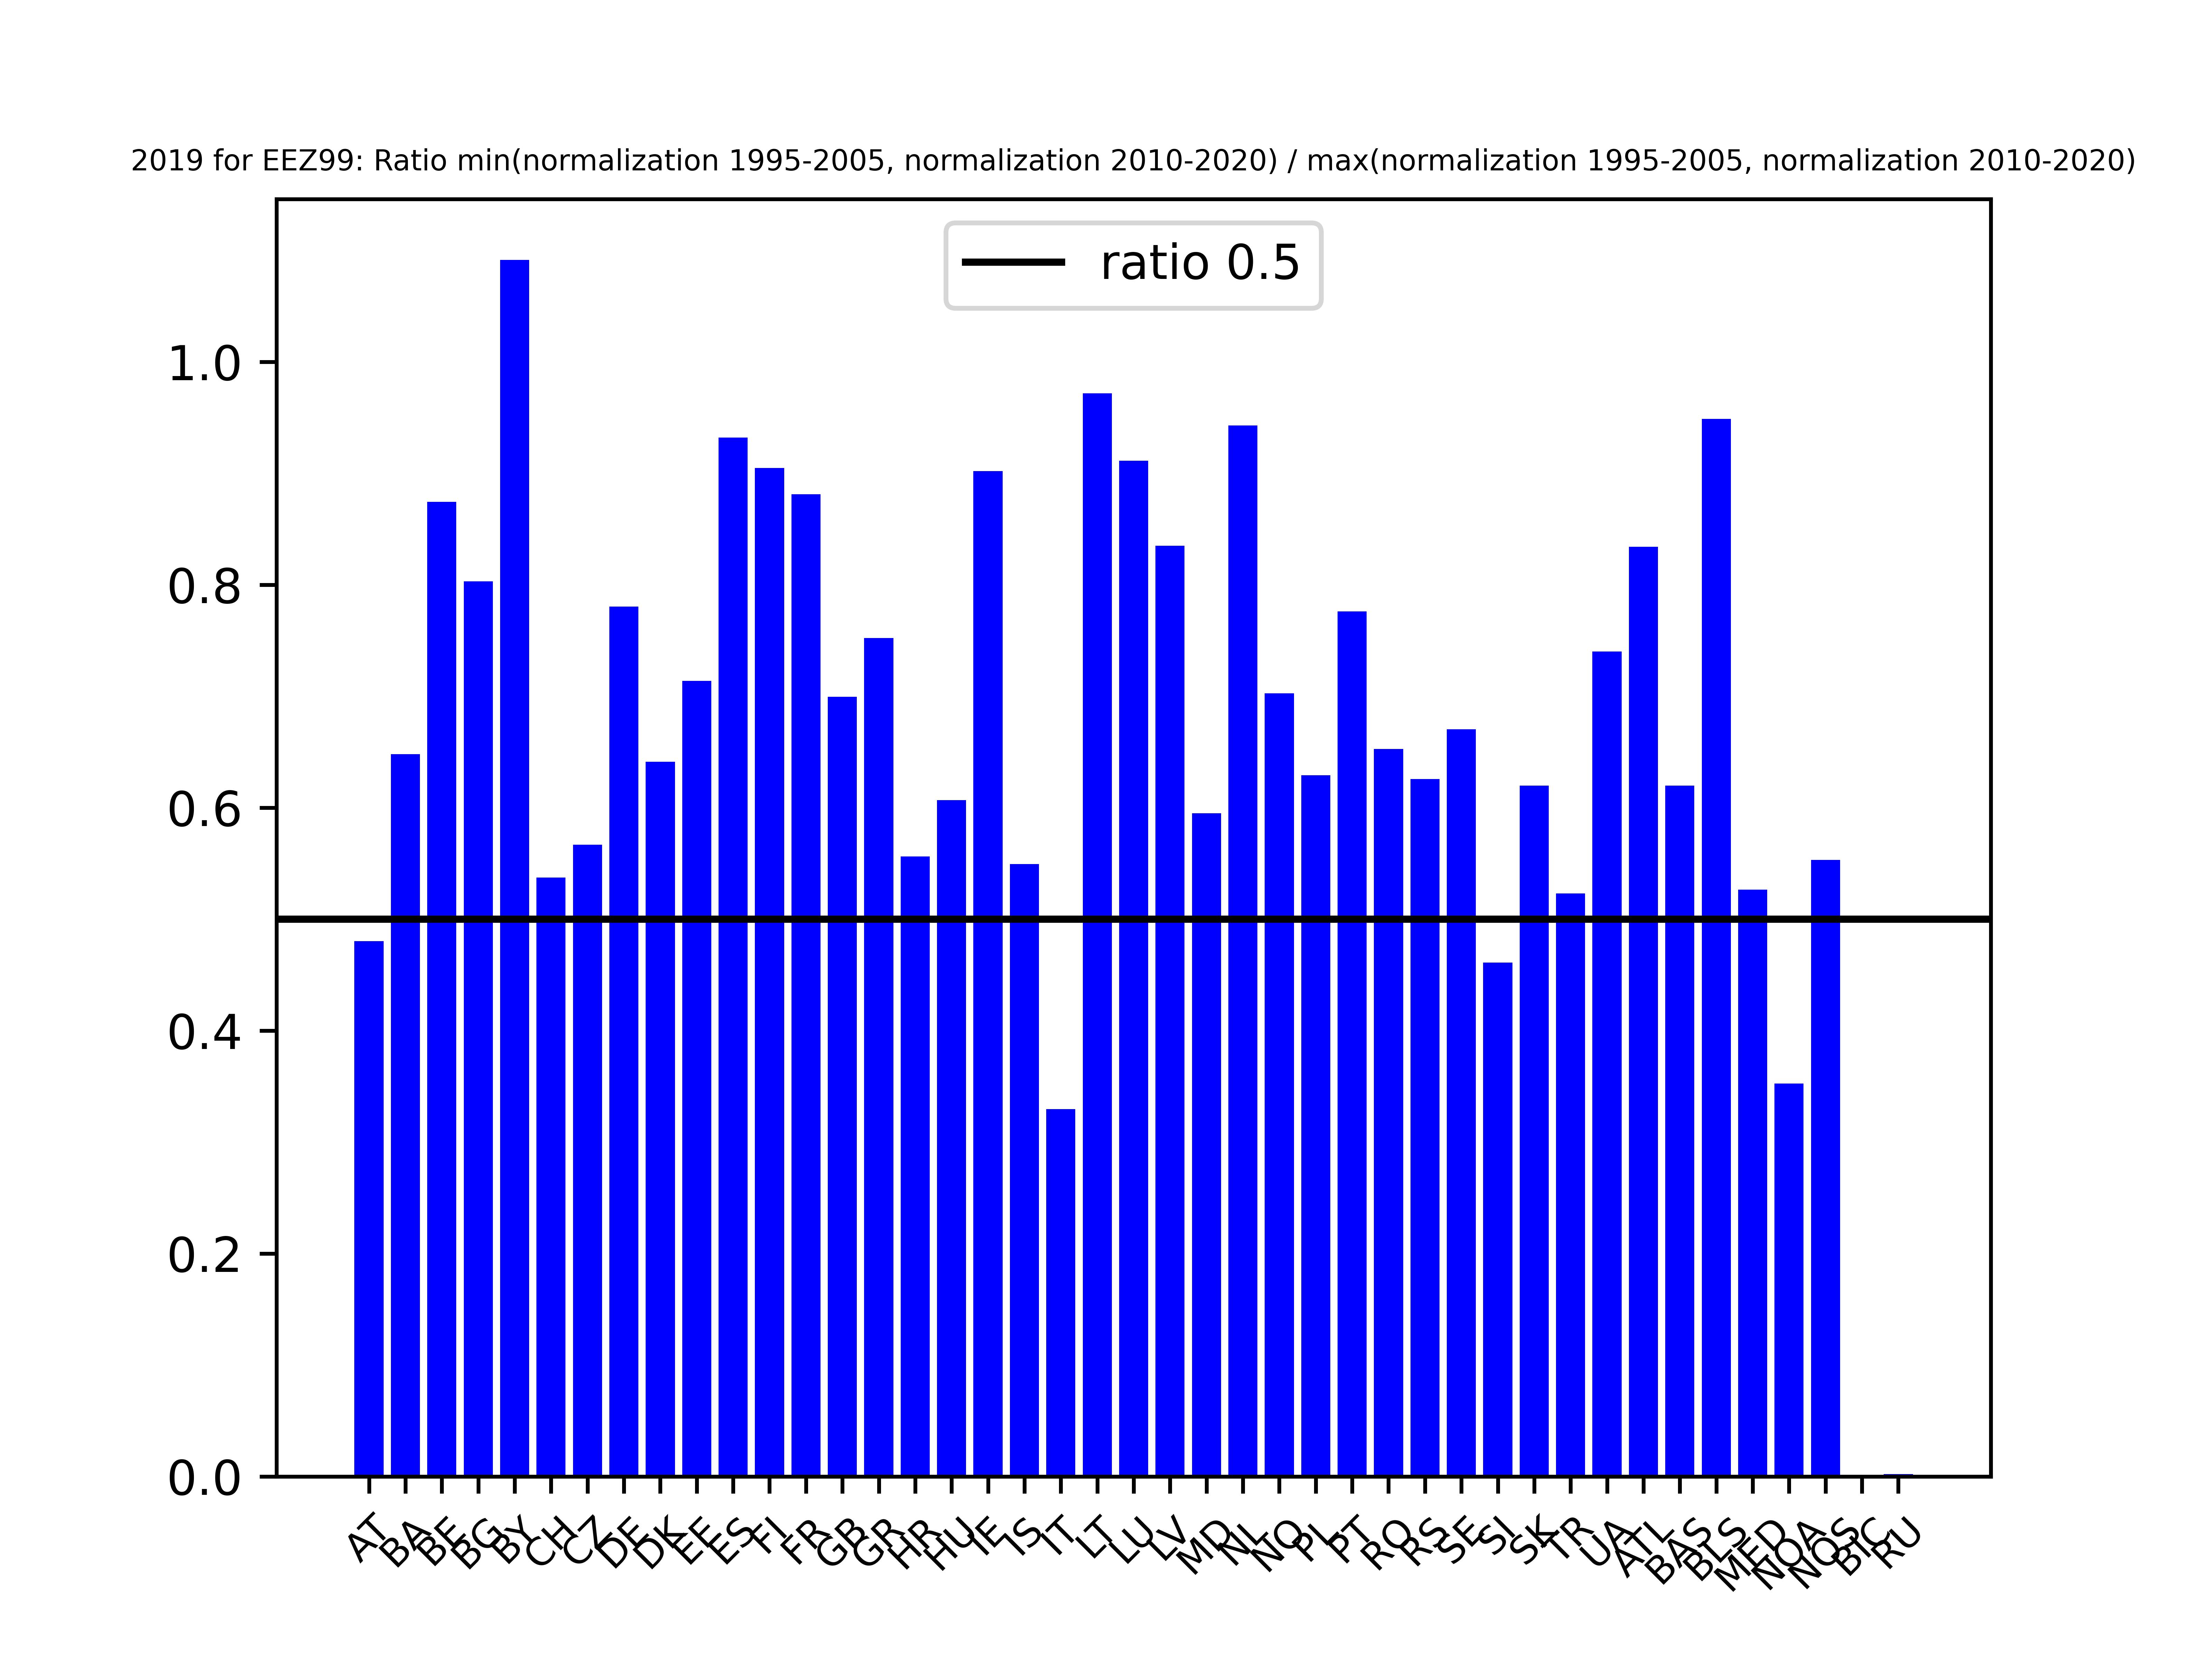 2019 for EEZ99: Ratio min(normalization 1995-2005, normalization 2010-2020) / max(normalization 1995-2005, normalization 2010-2020)
ratio 0.5
1.0
0.8
0.6
0.4
0.2
0.0
AT BA BE BG BY CH CZ DE DK EE ES FI FR GB GR HR HU IE IS IT LT LU LV MD NL NO PL PT RO RS SE SI SK TR UA ATL BAS BLS MED NOA NOS BIC RU